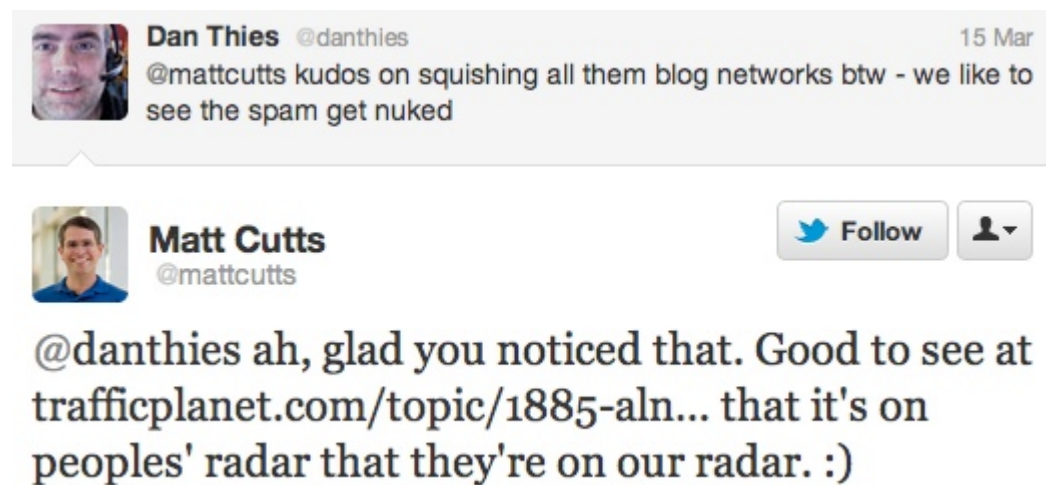 Dan Thies @danthies 15 Mar
@mattcutts kudos on squishing all them blog networks btw - we like to
see the spam get nuked
Matt Cutts
@mattcutts
Follow
@danthies ah, glad you noticed that. Good to see at
trafficplanet.com/topic/1885-aln... that it's on
peoples' radar that they're on our radar. :)